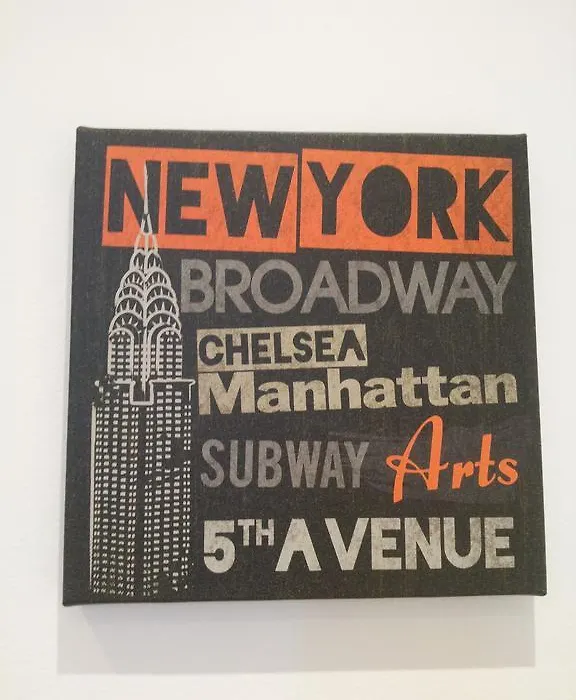 NEW YORK
BROADWAY
CHELSEA
Manhattan
SUBWAY Arts
5TH AVENUE